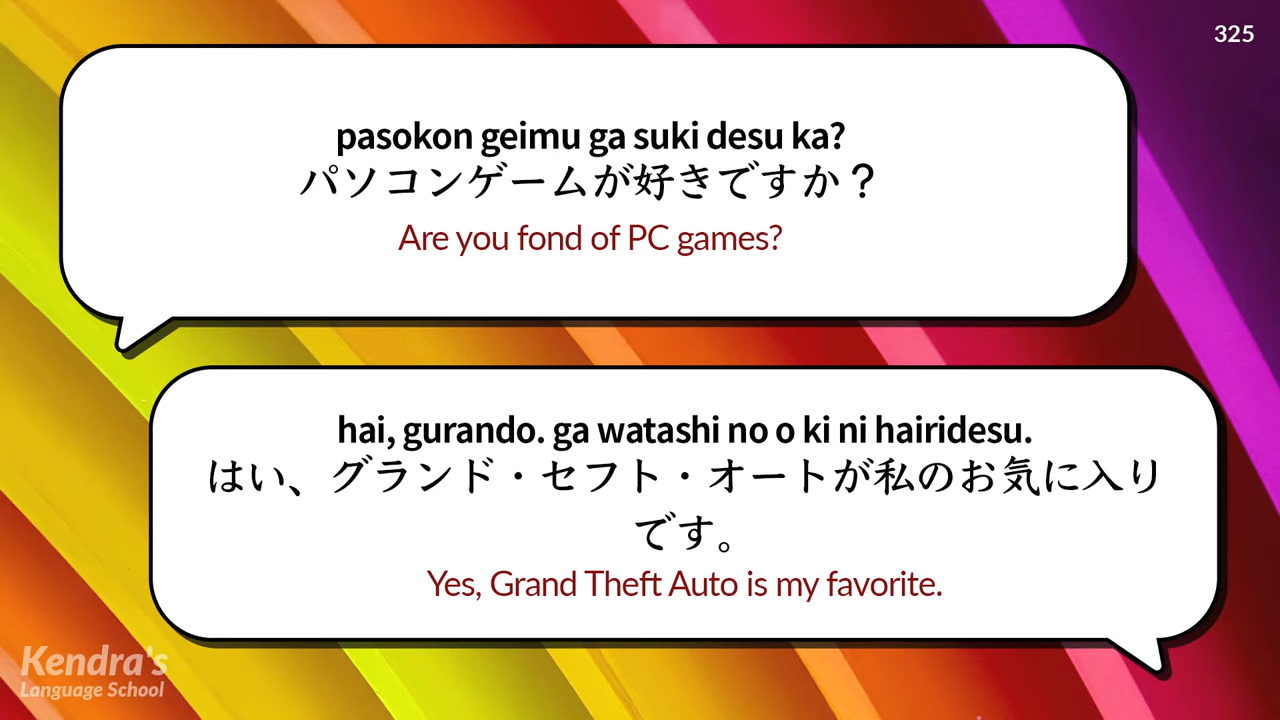 325
pasokon geimu ga suki desu ka?
パソコンゲームが好きですか？
Are you fond of PC games?
hai, gurando. ga watashi no o ki ni hairidesu.
はい、グランド・セフト・オートが私のお気に入り
です。
Yes, Grand Theft Auto is my favorite.
Kendra's
Language School